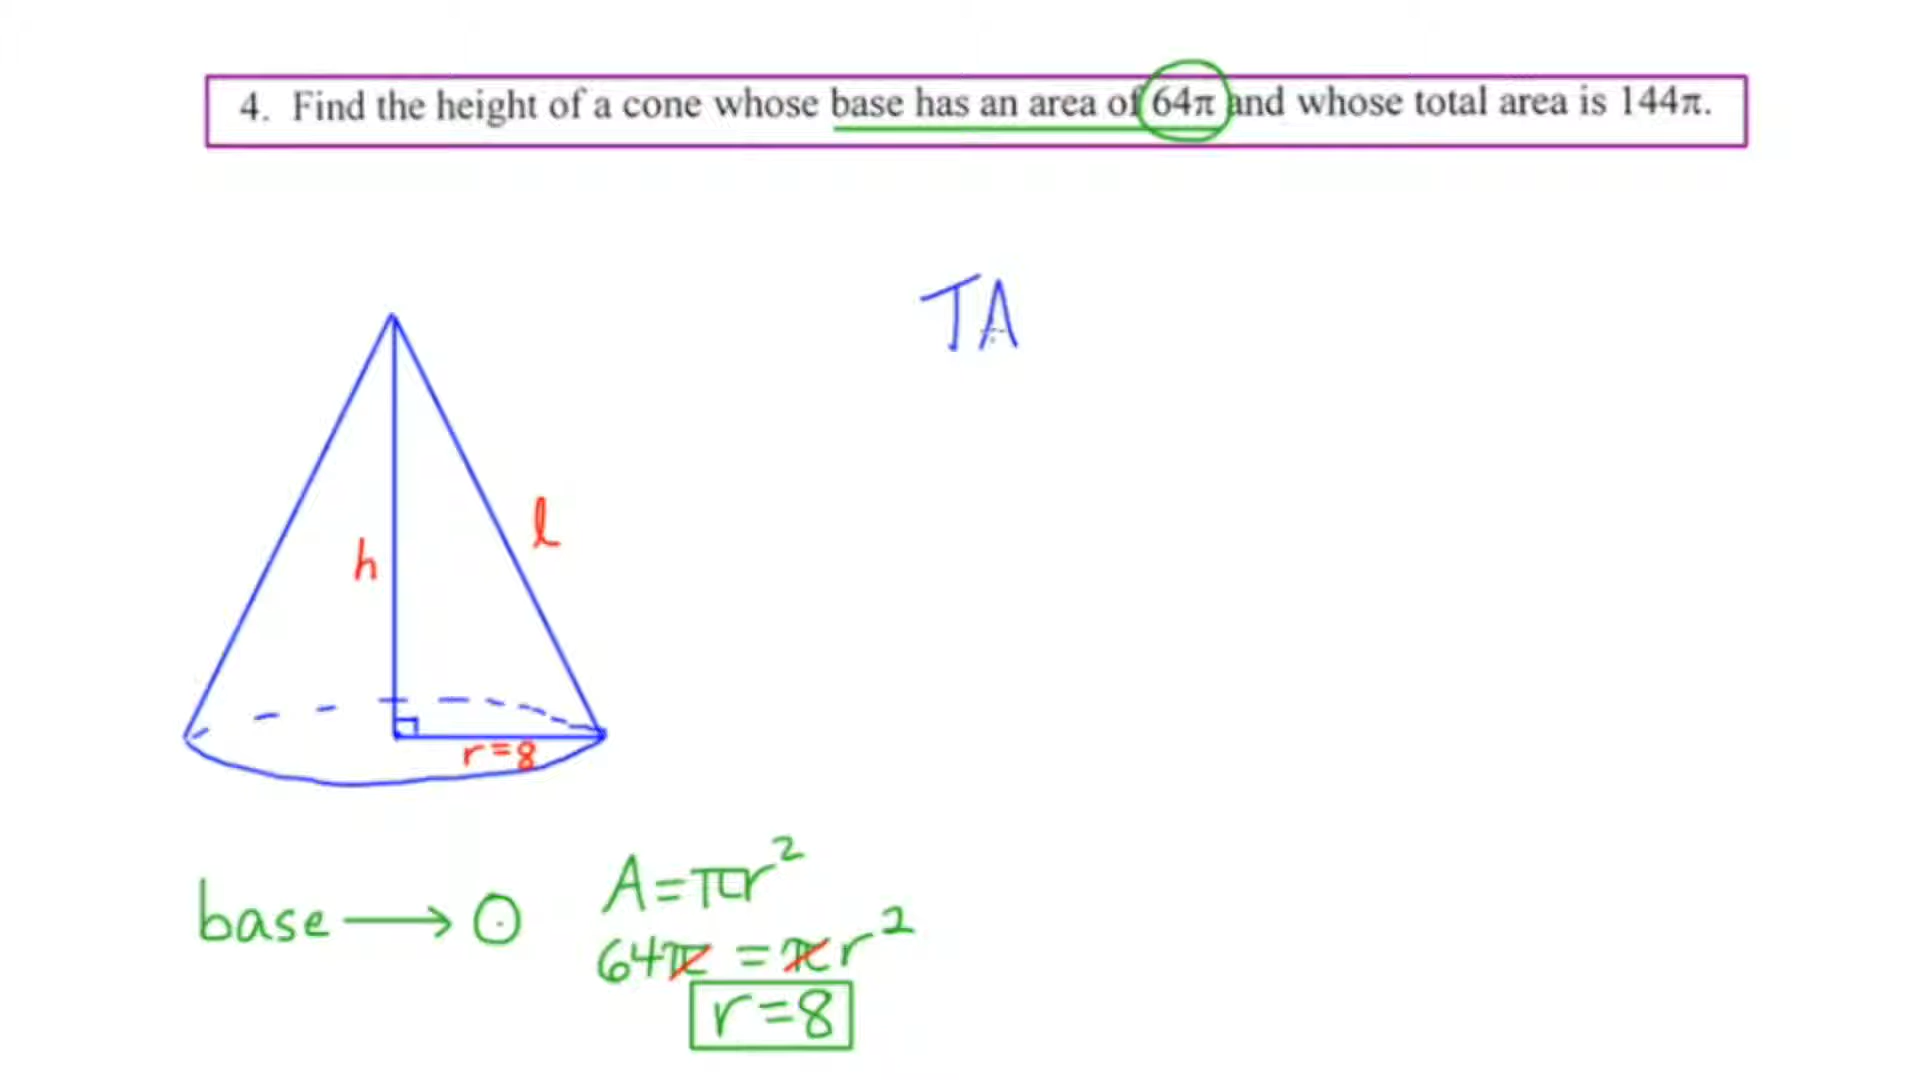 4. Find the height of a cone whose base has an area of 64π and whose total area is 144π.
TA
l
h
r=8
A=πr²
base → ⊙
64π = πr²
r=8